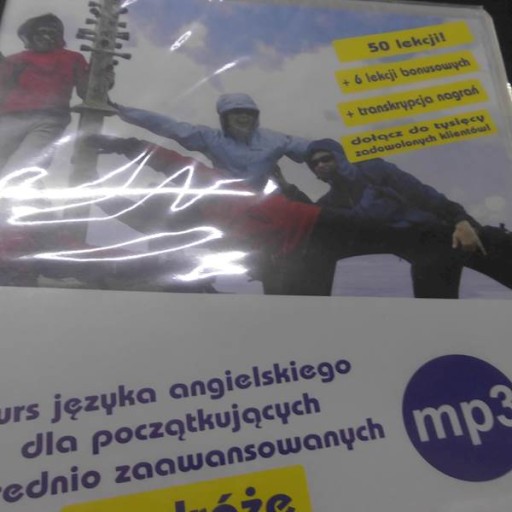 50 lekcji!
+ 6 lekcji bonusowych
+ transkrypcja nagrań
dołącz do tysięcy
zadowolonych klientów!
urs języka angielskiego
dla początkujących
rednio zaawansowanych
mp3